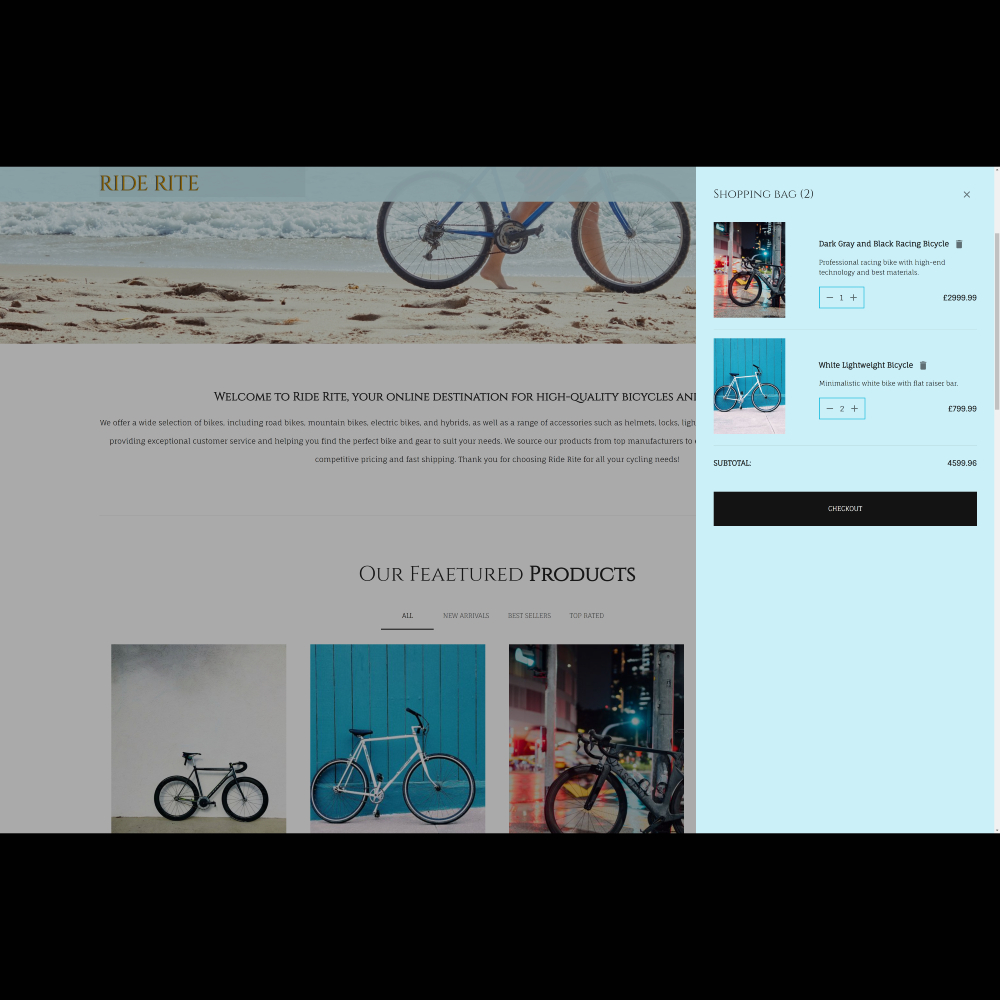 RIDE RITE
SHOPPING BAG (2)
Dark Gray and Black Racing Bicycle
Professional racing bike with high-end
technology and best materials.
1
£2999.99
White Lightweight Bicycle
Minimalistic white bike with flat raiser bar.
2
£799.99
SUBTOTAL:
4599.96
CHECKOUT
WELCOME TO RIDE RITE, YOUR ONLINE DESTINATION FOR HIGH-QUALITY BICYCLES AN
We offer a wide selection of bikes, including road bikes, mountain bikes, electric bikes, and hybrids, as well as a range of accessories such as helmets, locks, ligh
providing exceptional customer service and helping you find the perfect bike and gear to suit your needs. We source our products from top manufacturers to
competitive pricing and fast shipping. Thank you for choosing Ride Rite for all your cycling needs!
OUR FEAETURED PRODUCTS
ALL NEW ARRIVALS BEST SELLERS TOP RATED